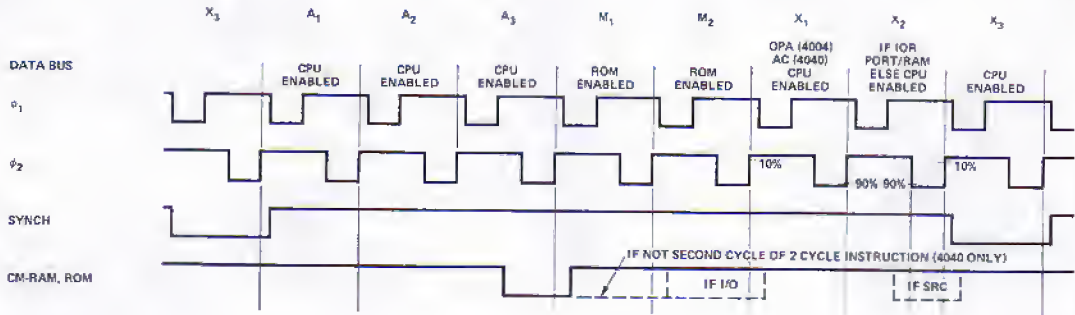 X3 A1 A2 A3 M1 M2 X1 X2 X3
DATA BUS
CPU ENABLED
CPU ENABLED
CPU ENABLED
ROM ENABLED
ROM ENABLED
OPA (4004) AC (4040) CPU ENABLED
IF IOR PORT/RAM ELSE CPU ENABLED
CPU ENABLED
ϕ1
ϕ2
10%
90% 90%
10%
SYNCH
IF NOT SECOND CYCLE OF 2 CYCLE INSTRUCTION (4040 ONLY)
CM-RAM, ROM
IF I/O
IF SRC